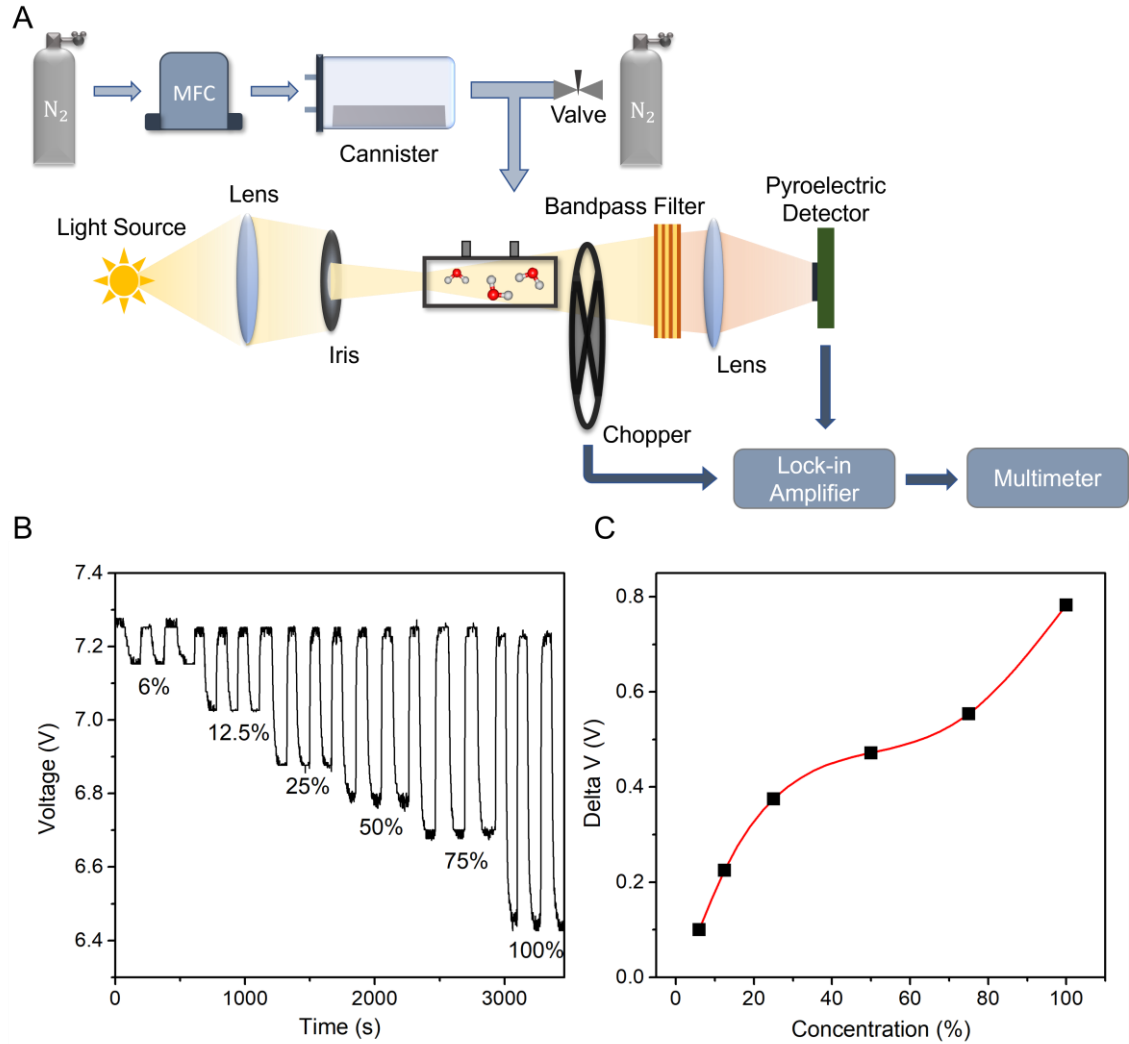 A
N₂
MFC
Cannister
Valve
N₂
Light Source
Lens
Iris
Bandpass Filter
Pyroelectric
Detector
Lens
Chopper
Lock-in
Amplifier
Multimeter
B
7.4
7.2
7.0
6.8
6.6
6.4
Voltage (V)
6%
12.5%
25%
50%
75%
100%
0
1000
2000
3000
Time (s)
C
0.8
0.6
0.4
0.2
0.0
Delta V (V)
0
20
40
60
80
100
Concentration (%)